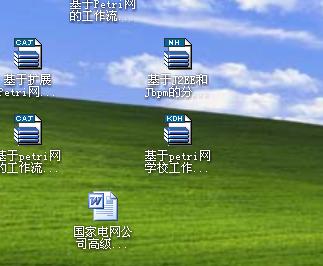 基于Petri网
的工作流...
CAJ
NH
基于扩展
Petri网...
基于J2EE和
Jbpm的分...
CAJ
KDH
基于petri网
的工作流...
基于petri网
学校工作...
国家电网公
司高级...